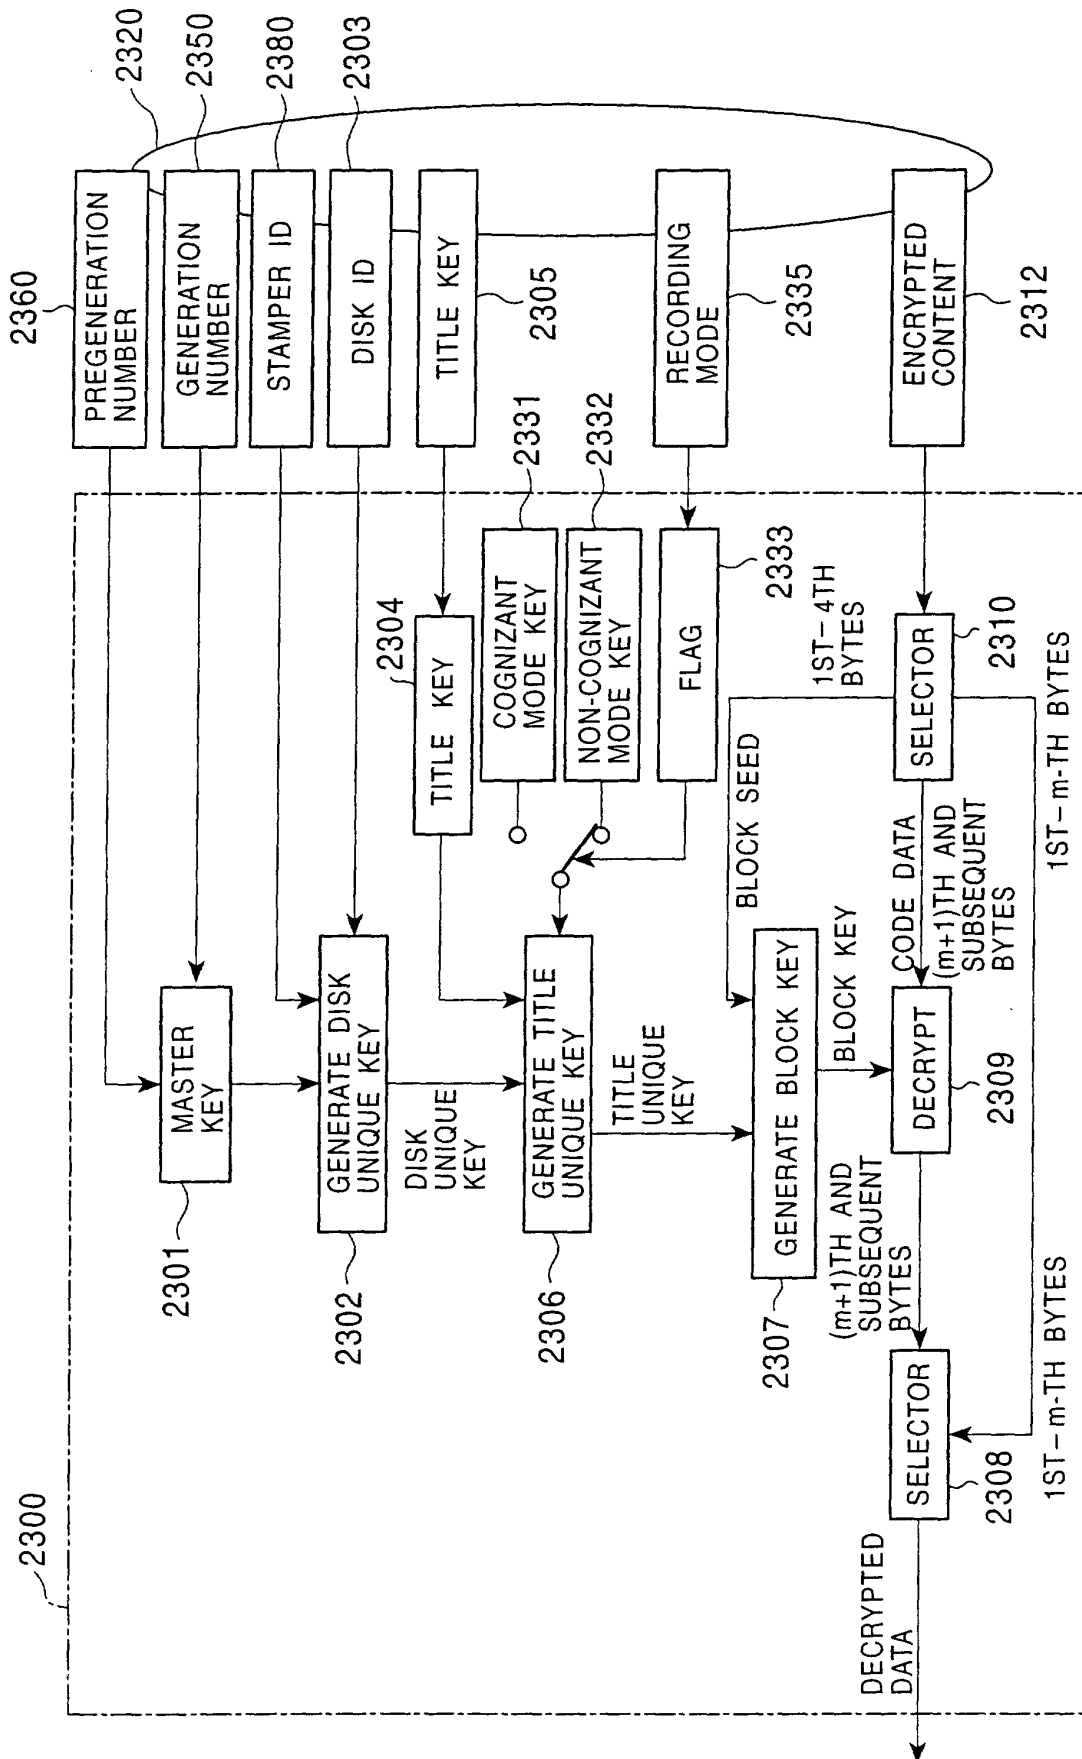 2320
2350
2380
2303
2360
PREGENERATION
NUMBER
GENERATION
NUMBER
STAMPER ID
DISK ID
TITLE KEY
2305
RECORDING
MODE
2335
ENCRYPTED
CONTENT
2312
2331
2332
2304
TITLE KEY
COGNIZANT
MODE KEY
NON-COGNIZANT
MODE KEY
FLAG
2333
1ST–4TH
BYTES
SELECTOR
2310
BLOCK SEED
1ST–m-TH BYTES
CODE DATA
(m+1)TH AND
SUBSEQUENT
BYTES
MASTER
KEY
2301
GENERATE DISK
UNIQUE KEY
2302
DISK
UNIQUE
KEY
GENERATE TITLE
UNIQUE KEY
2306
TITLE
UNIQUE
KEY
GENERATE BLOCK KEY
2307
BLOCK KEY
DECRYPT
2309
(m+1)TH AND
SUBSEQUENT
BYTES
SELECTOR
2308
1ST–m-TH BYTES
2300
DECRYPTED
DATA